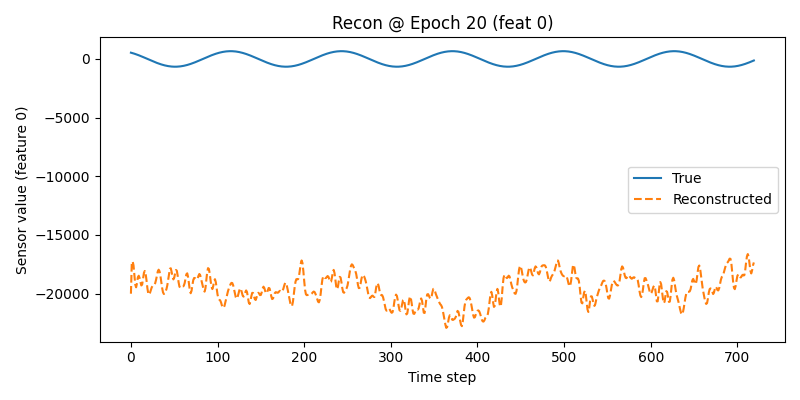 Recon @ Epoch 20 (feat 0)
Sensor value (feature 0)
0
−5000
−10000
−15000
−20000
True
Reconstructed
0
100
200
300
400
500
600
700
Time step